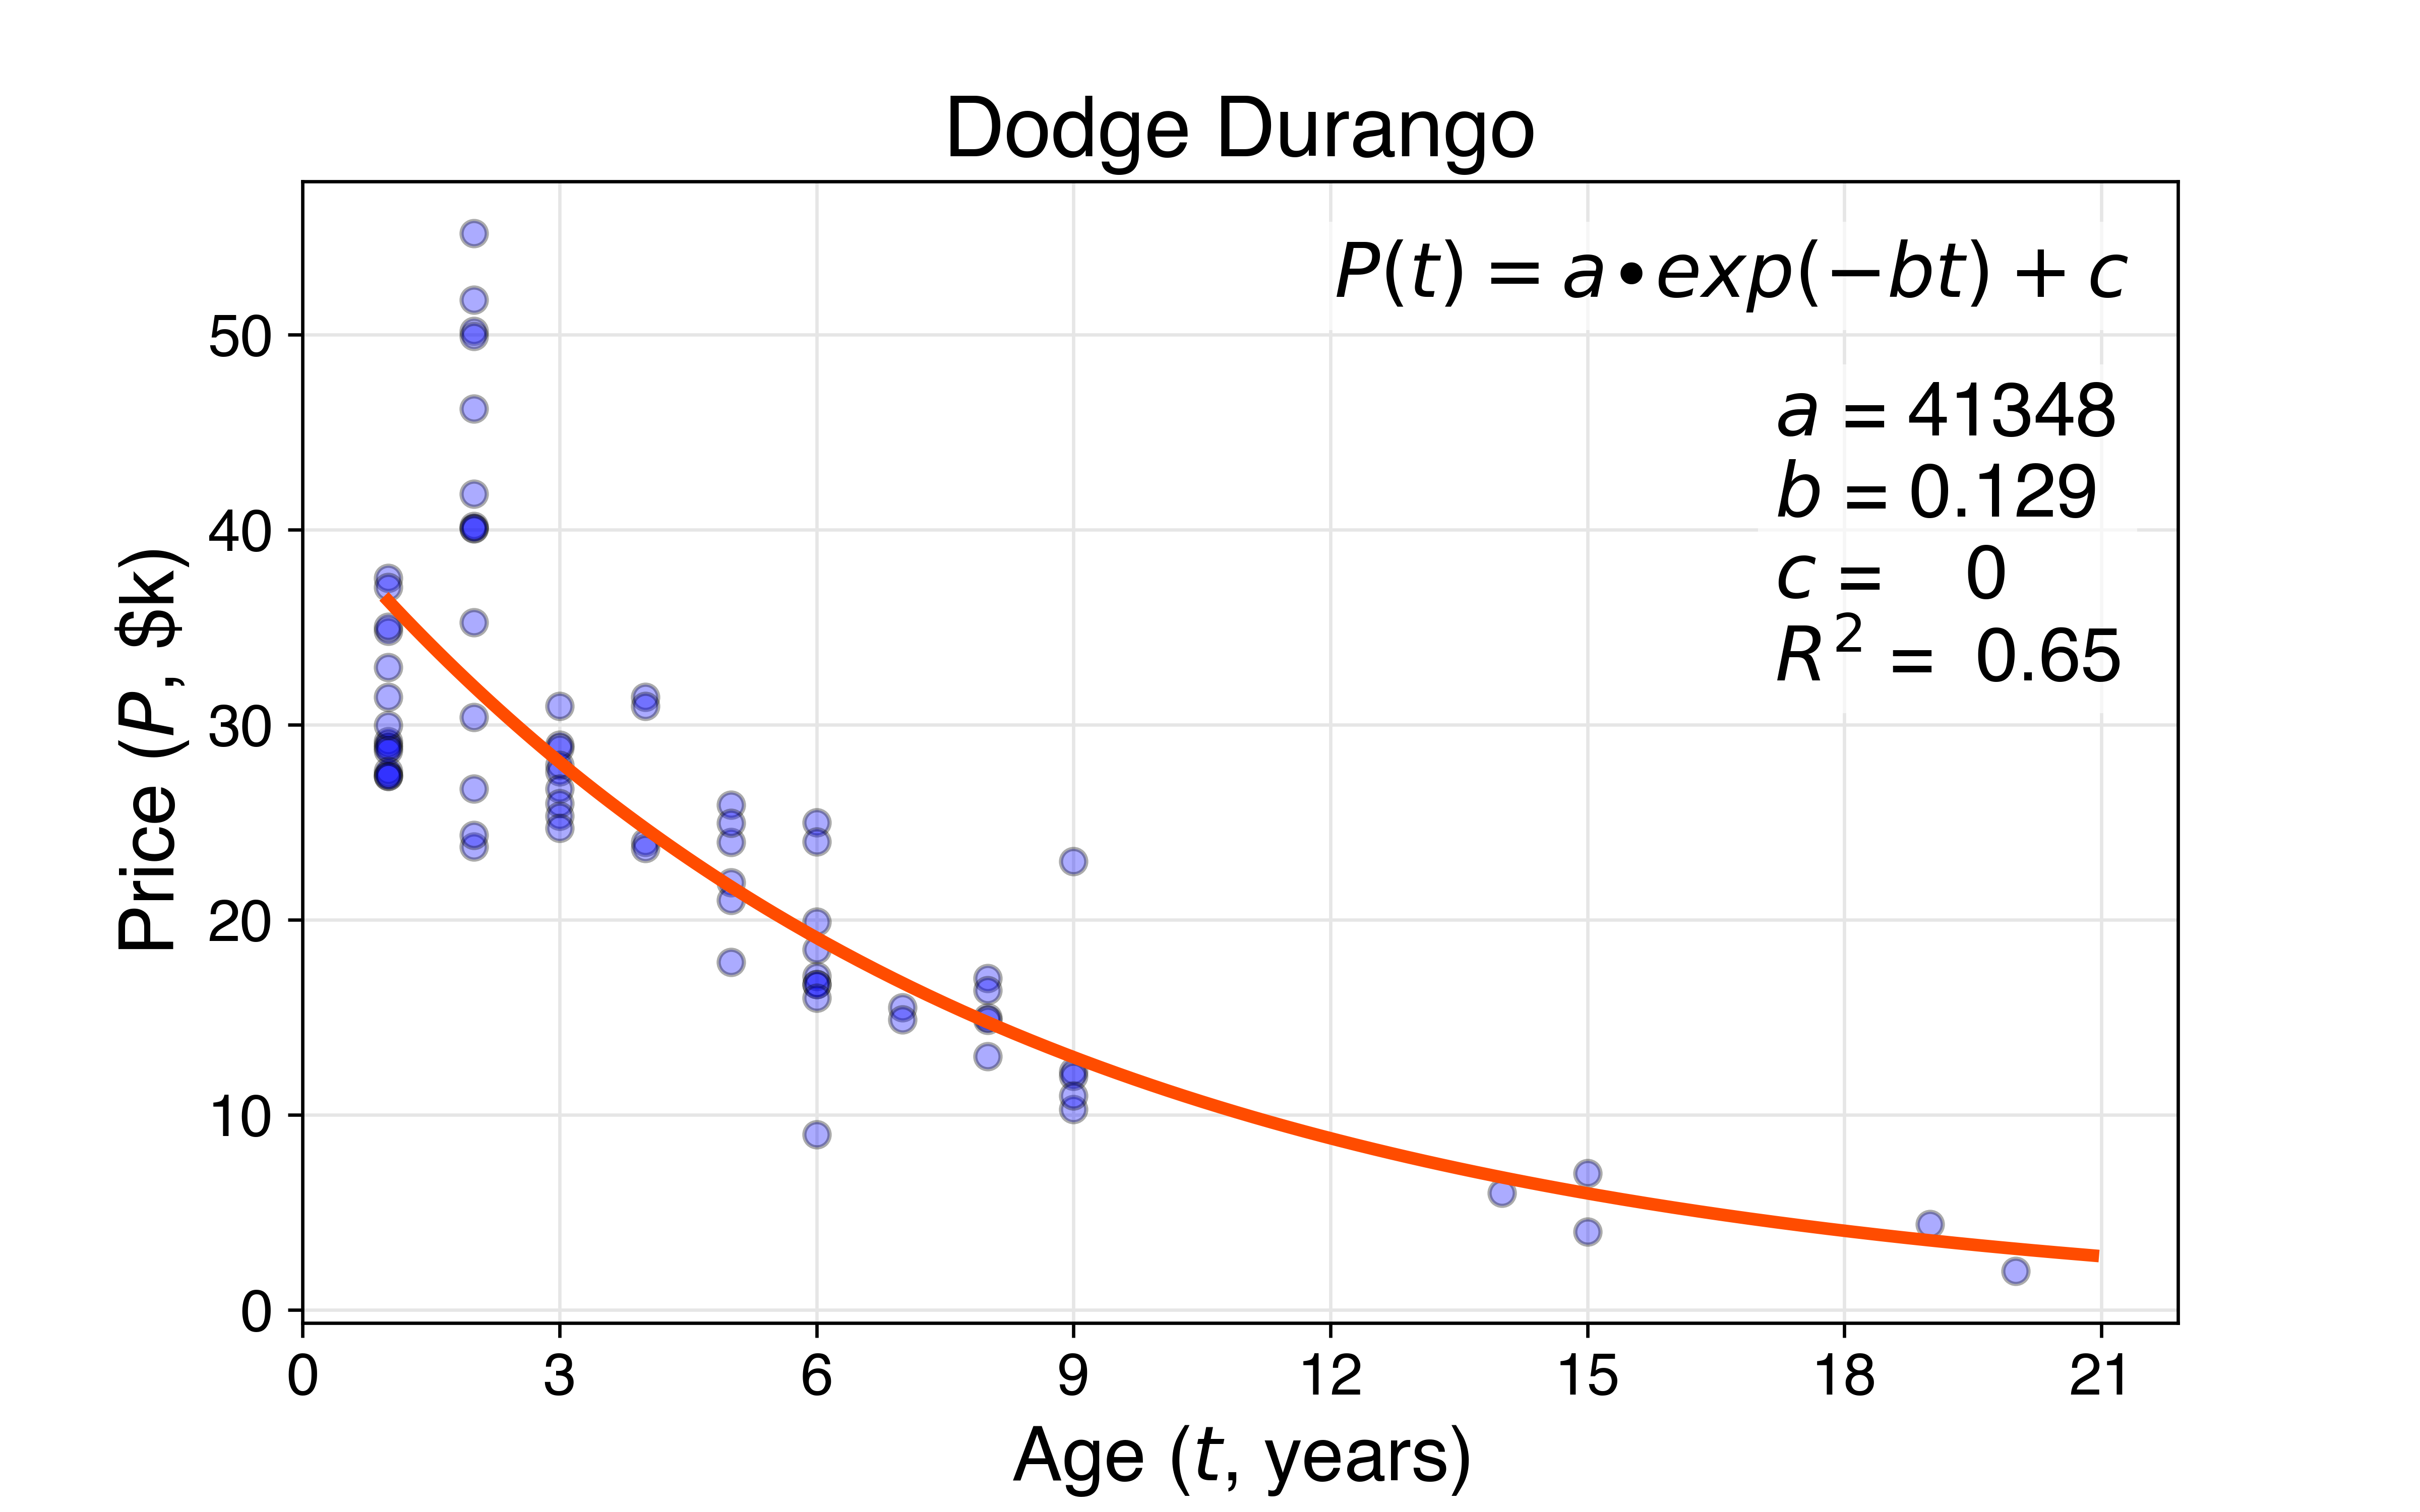 Dodge Durango
P(t) = a•exp(−bt) + c
a = 41348
b = 0.129
c = 0
R² = 0.65
Price (P, $k)
50
40
30
20
10
0
0 3 6 9 12 15 18 21
Age (t, years)